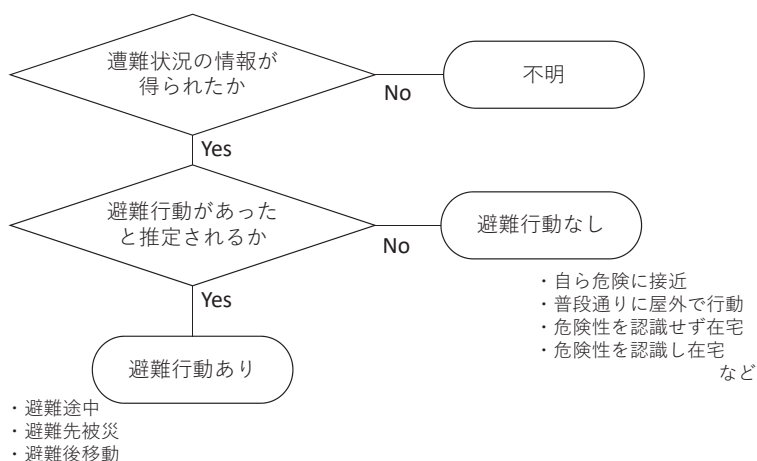 遭難状況の情報が
得られたか
No
不明
Yes
避難行動があった
と推定されるか
No
避難行動なし
・自ら危険に接近
・普段通りに屋外で行動
・危険性を認識せず在宅
・危険性を認識し在宅
など
Yes
避難行動あり
・避難途中
・避難先被災
・避難後移動